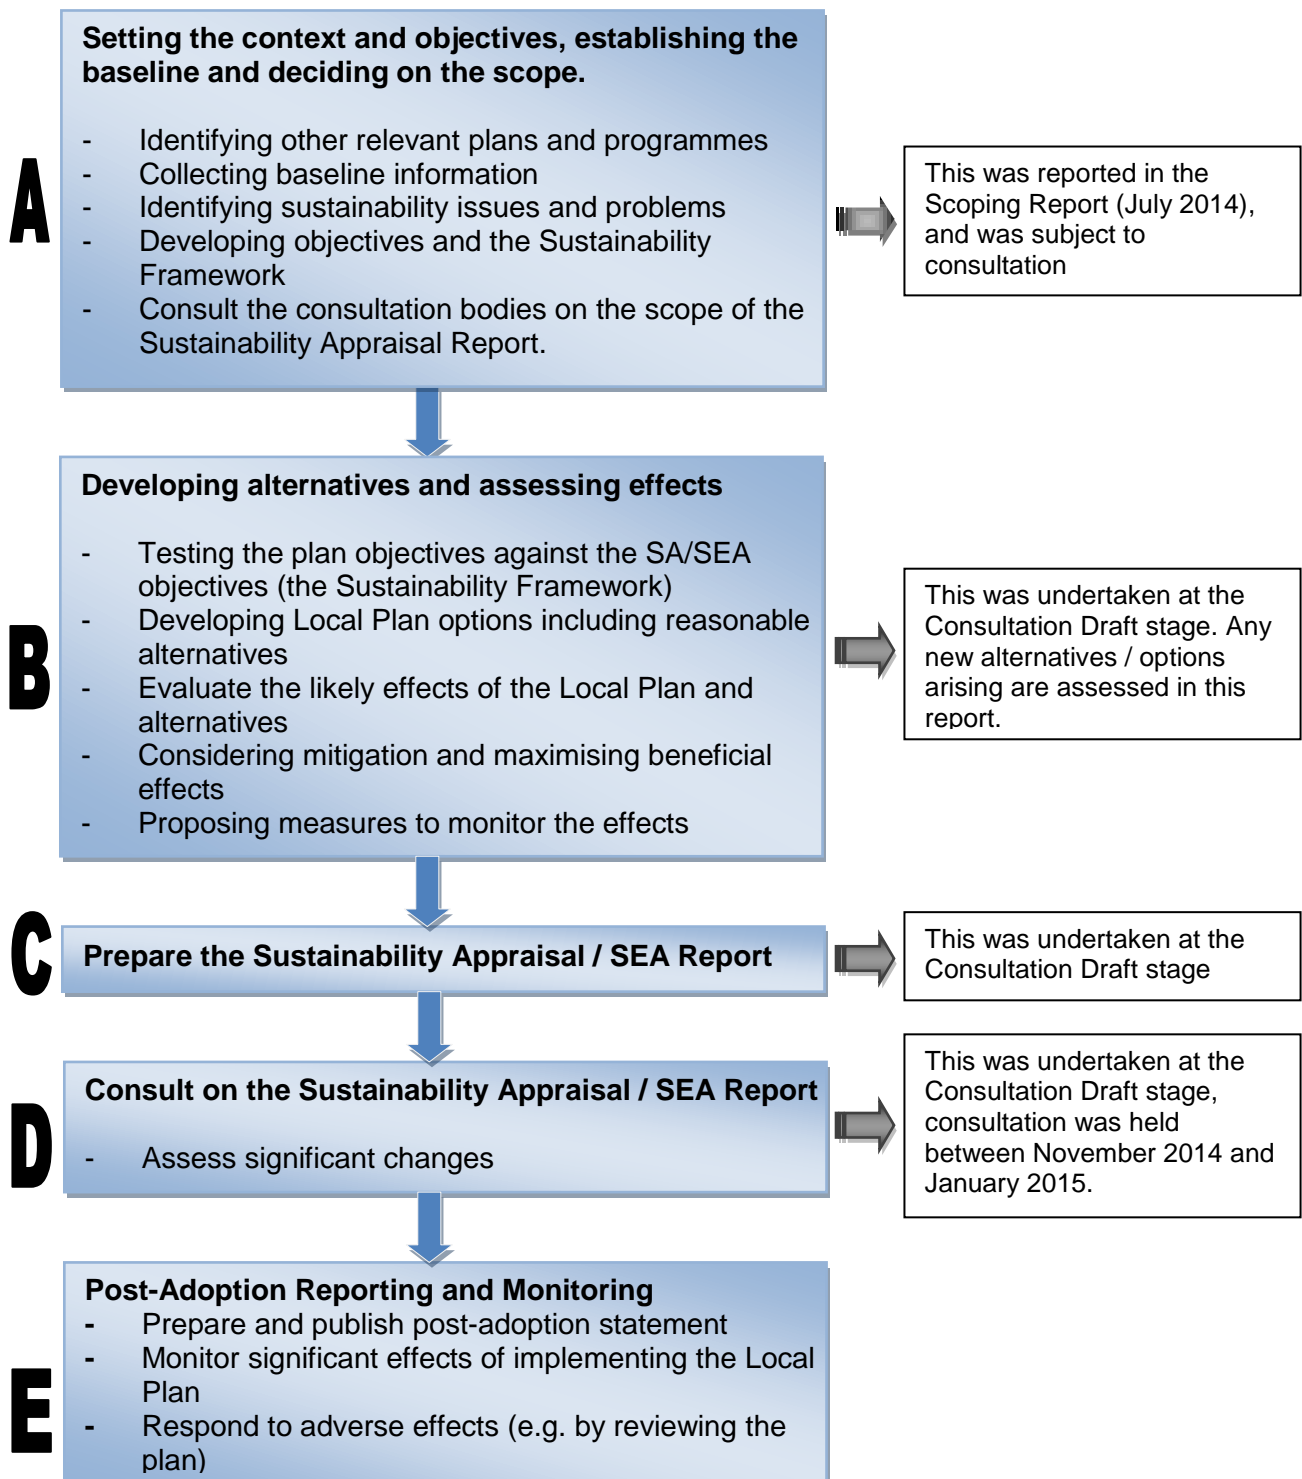 A
Setting the context and objectives, establishing the
baseline and deciding on the scope.
- Identifying other relevant plans and programmes
- Collecting baseline information
- Identifying sustainability issues and problems
- Developing objectives and the Sustainability
Framework
- Consult the consultation bodies on the scope of the
Sustainability Appraisal Report.
This was reported in the
Scoping Report (July 2014),
and was subject to
consultation
B
Developing alternatives and assessing effects
- Testing the plan objectives against the SA/SEA
objectives (the Sustainability Framework)
- Developing Local Plan options including reasonable
alternatives
- Evaluate the likely effects of the Local Plan and
alternatives
- Considering mitigation and maximising beneficial
effects
- Proposing measures to monitor the effects
This was undertaken at the
Consultation Draft stage. Any
new alternatives / options
arising are assessed in this
report.
C
Prepare the Sustainability Appraisal / SEA Report
This was undertaken at the
Consultation Draft stage
D
Consult on the Sustainability Appraisal / SEA Report
- Assess significant changes
This was undertaken at the
Consultation Draft stage,
consultation was held
between November 2014 and
January 2015.
E
Post-Adoption Reporting and Monitoring
- Prepare and publish post-adoption statement
- Monitor significant effects of implementing the Local
Plan
- Respond to adverse effects (e.g. by reviewing the
plan)